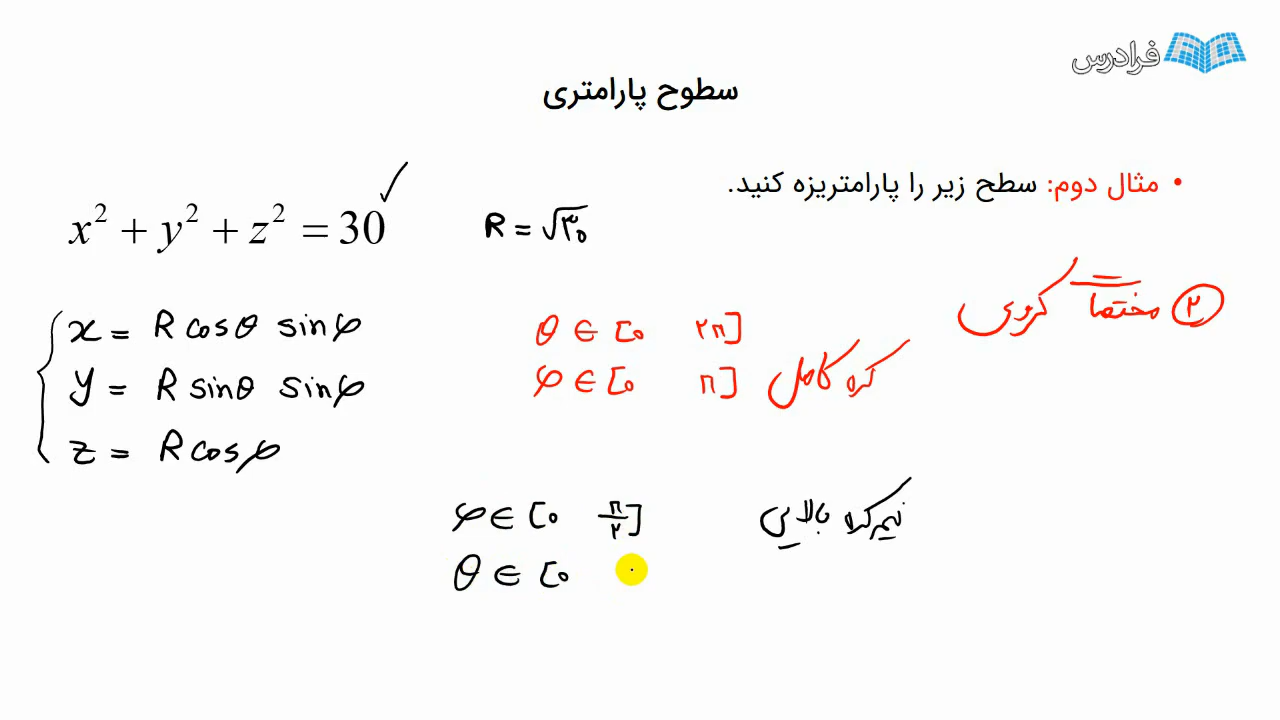 فرادرس
سطوح پارامتری
• مثال دوم: سطح زیر را پارامتریزه کنید.
x² + y² + z² = 30 ✓
R = √۳۰
۲ مختصات کروی
x = R cosθ sinφ
θ ∈ [۰ ۲π]
y = R sinθ sinφ
φ ∈ [۰ π] کره کامل
z = R cosφ
φ ∈ [۰ π/۲] نیم کره بالایی
θ ∈ [۰